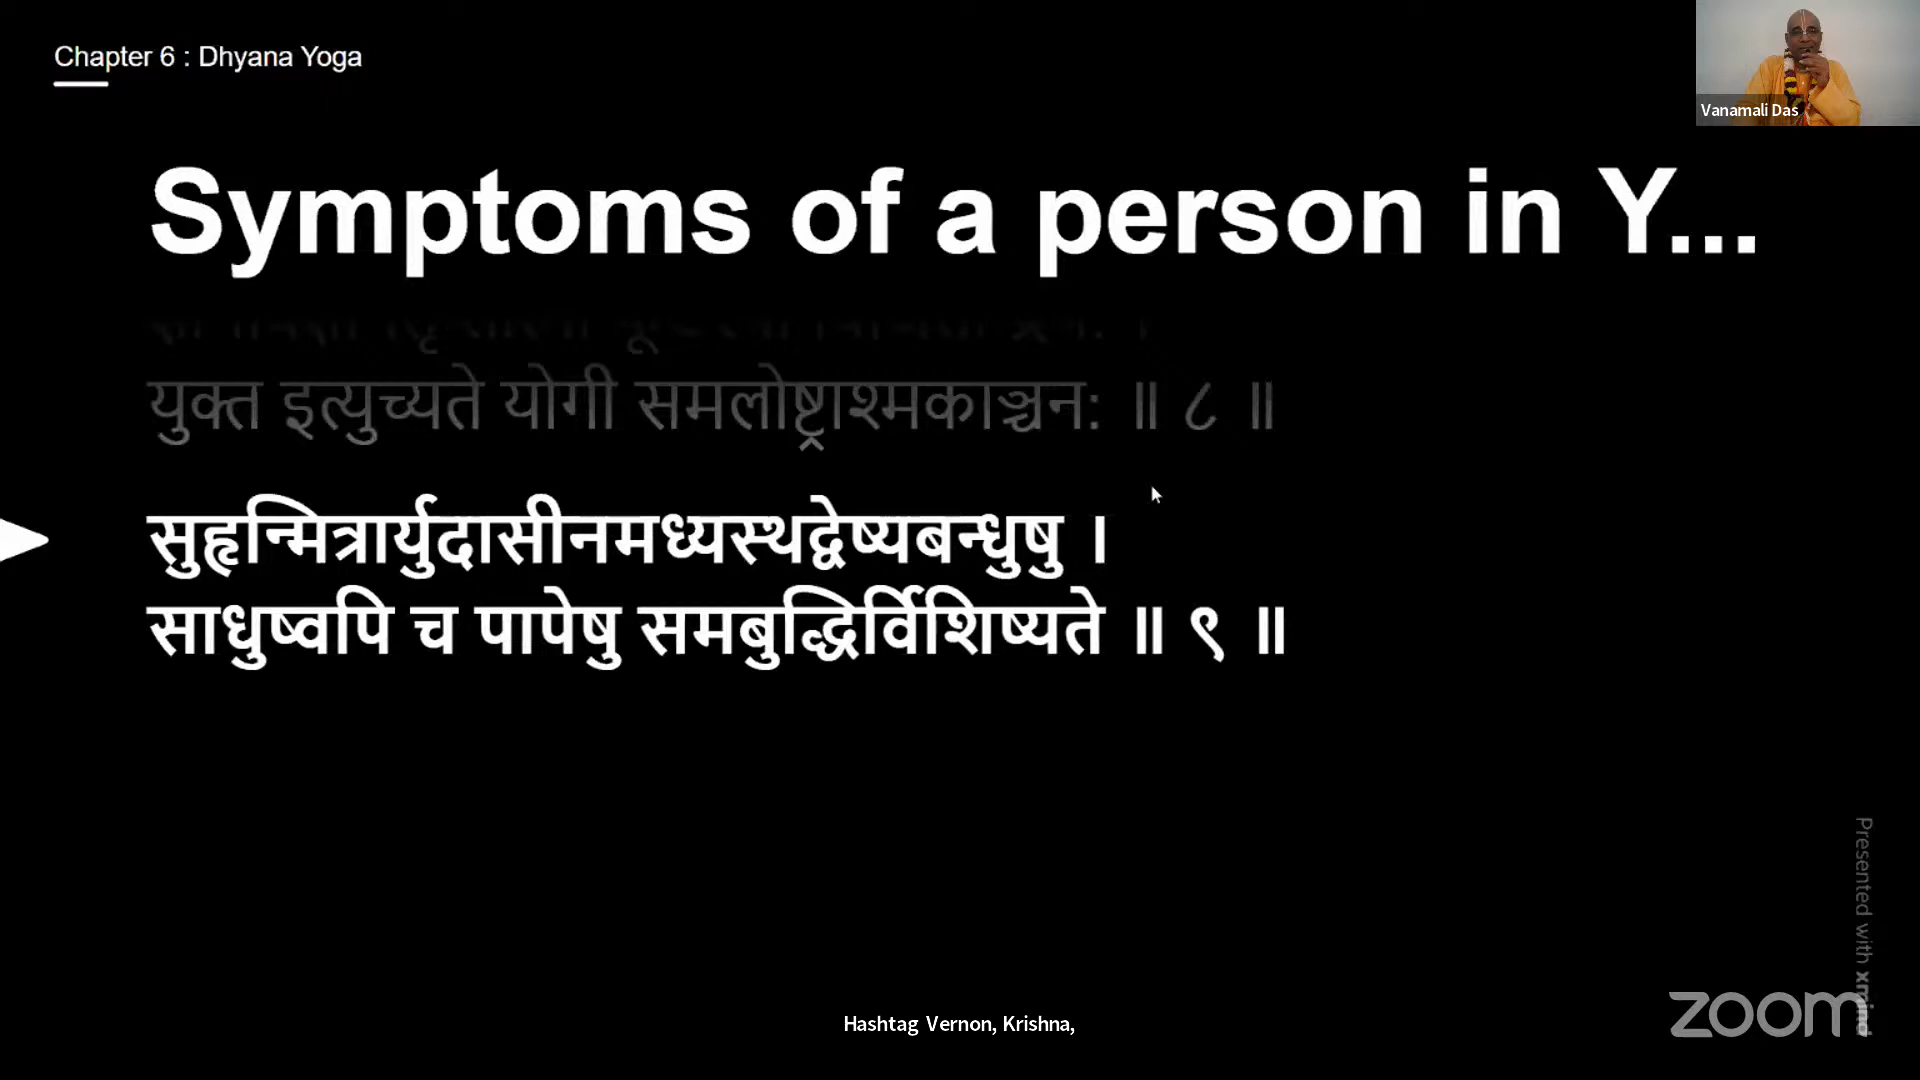 Chapter 6 : Dhyana Yoga
Vanamali Das
Symptoms of a person in Y...
युक्त इत्युच्यते योगी समलोष्ट्राश्मकाञ्चन: ॥ ८ ॥
सुहृन्मित्रार्युदासीनमध्यस्थद्वेष्यबन्धुषु ।
साधुष्वपि च पापेषु समबुद्धिर्विशिष्यते ॥ ९ ॥
Presented with xmind
Hashtag Vernon, Krishna,
zoom